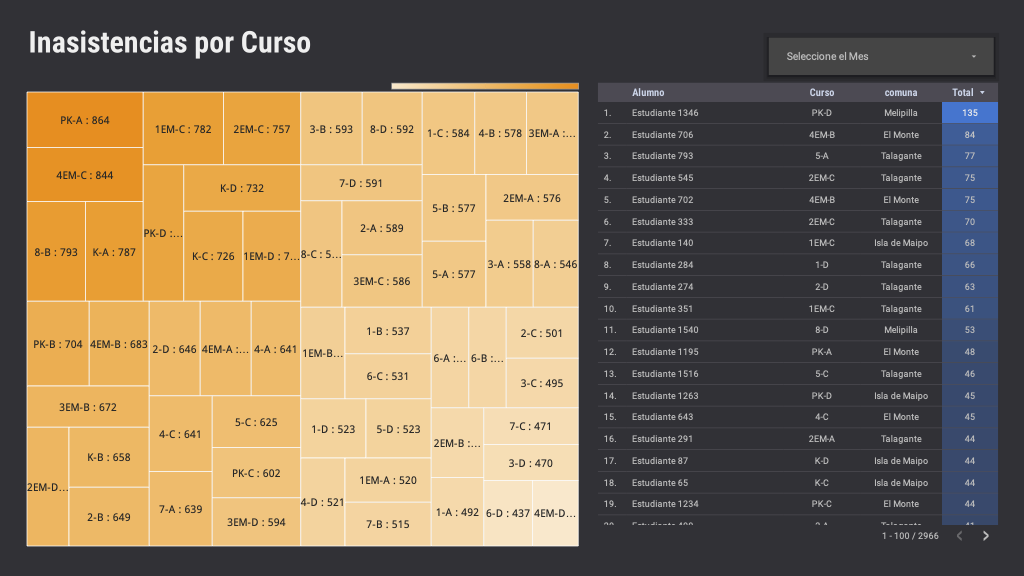 Inasistencias por Curso
Seleccione el Mes
PK-A : 864
4EM-C : 844
8-B : 793
K-A : 787
1EM-C : 782
2EM-C : 757
PK-D :...
K-D : 732
K-C : 726
1EM-D : 7...
PK-B : 704
4EM-B : 683
3EM-B : 672
2EM-D...
K-B : 658
2-B : 649
2-D : 646
4EM-A :...
4-A : 641
4-C : 641
7-A : 639
5-C : 625
PK-C : 602
3EM-D : 594
3-B : 593
8-D : 592
7-D : 591
8-C : 5...
2-A : 589
3EM-C : 586
1-C : 584
4-B : 578
3EM-A :...
5-B : 577
5-A : 577
2EM-A : 576
3-A : 558
8-A : 546
1EM-B...
1-B : 537
6-C : 531
1-D : 523
5-D : 523
4-D : 521
1EM-A : 520
7-B : 515
6-A :...
6-B :...
2-C : 501
3-C : 495
2EM-B :...
1-A : 492
7-C : 471
3-D : 470
6-D : 437
4EM-D...
Alumno Curso comuna Total
1. Estudiante 1346 PK-D Melipilla 135
2. Estudiante 706 4EM-B El Monte 84
3. Estudiante 793 5-A Talagante 77
4. Estudiante 545 2EM-C Talagante 75
5. Estudiante 702 4EM-B El Monte 75
6. Estudiante 333 2EM-C Talagante 70
7. Estudiante 140 1EM-C Isla de Maipo 68
8. Estudiante 284 1-D Talagante 66
9. Estudiante 274 2-D Talagante 63
10. Estudiante 351 1EM-C Talagante 61
11. Estudiante 1540 8-D Melipilla 53
12. Estudiante 1195 PK-A El Monte 48
13. Estudiante 1516 5-C Talagante 46
14. Estudiante 1263 PK-D Isla de Maipo 45
15. Estudiante 643 4-C El Monte 45
16. Estudiante 291 2EM-A Talagante 44
17. Estudiante 87 K-D Isla de Maipo 44
18. Estudiante 65 K-C Isla de Maipo 44
19. Estudiante 1234 PK-C El Monte 44
1 - 100 / 2966